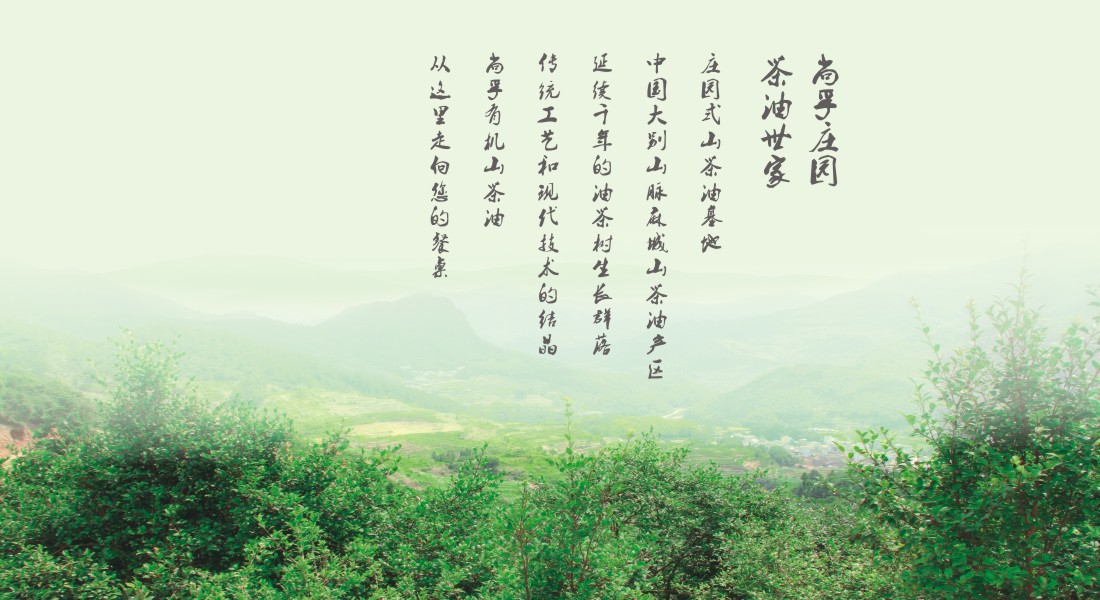 尚孚庄园
茶油世家
庄园式山茶油基地
中国大别山脉麻城山茶油产区
延续千年的油茶树生长群落
传统工艺和现代技术的结晶
尚孚有机山茶油
从这里走向您的餐桌